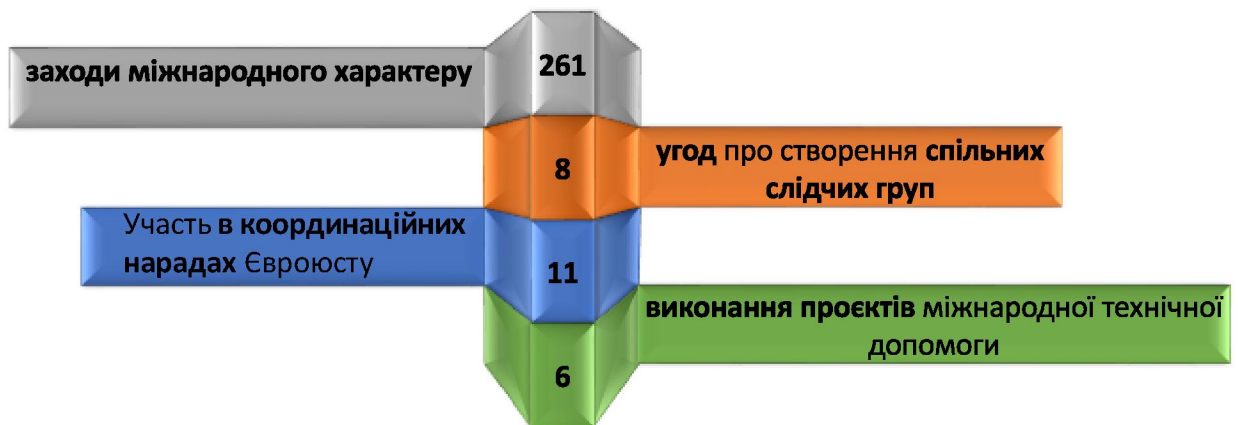 заходи міжнародного характеру
261
8
угод про створення спільних
слідчих груп
Участь в координаційних
нарадах Євроюсту
11
виконання проєктів міжнародної технічної
допомоги
6